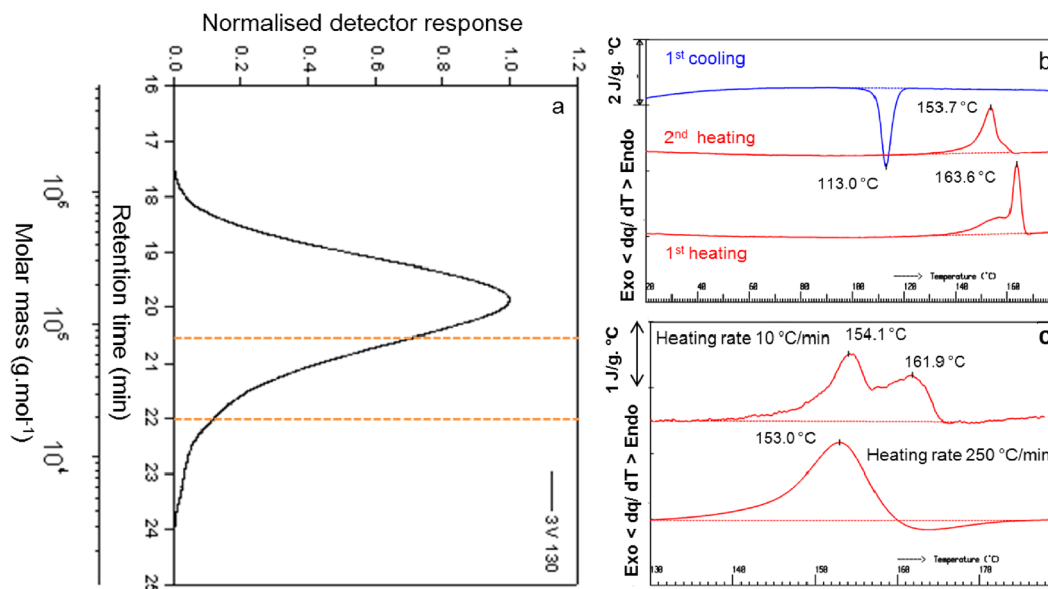 Normalised detector response
0.0 0.2 0.4 0.6 0.8 1.0 1.2
a
16
17
18
19
20
21
22
23
24
25
Retention time (min)
10⁶
10⁵
10⁴
Molar mass (g.mol⁻¹)
3 V 130
b
2 J/g. °C
1st cooling
153.7 °C
2nd heating
113.0 °C
163.6 °C
1st heating
Exo < dq/ dT > Endo
Temperature (°C)
20 40 60 80 100 120 140 160
c
1 J/g. °C
Heating rate 10 °C/min
154.1 °C
161.9 °C
153.0 °C
Heating rate 250 °C/min
Exo < dq/ dT > Endo
Temperature (°C)
130 140 150 160 170